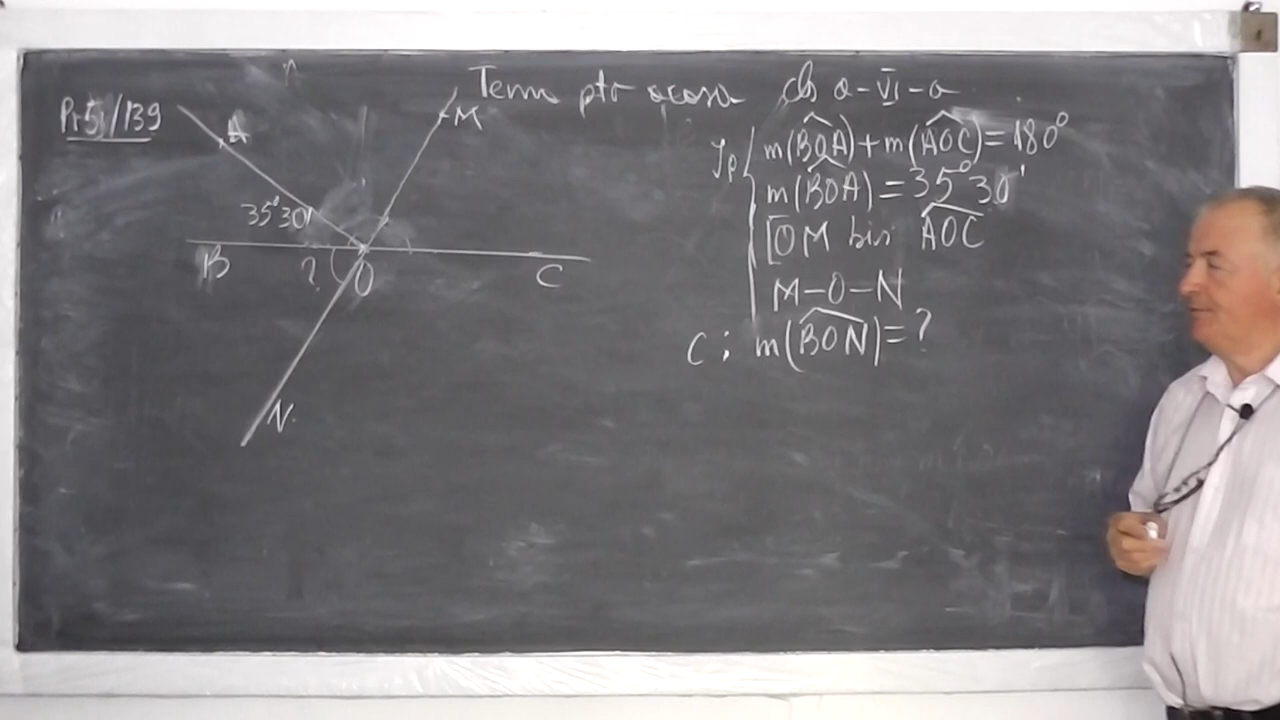 Tema ptr acasa cls a-VI-a
Pr5/139
A
M
35°30'
B
?
O
C
N
Ip
m(BOA)+m(AOC)=180°
m(BOA)=35°30'
[OM bis AOC
M-O-N
C: m(BON)=?